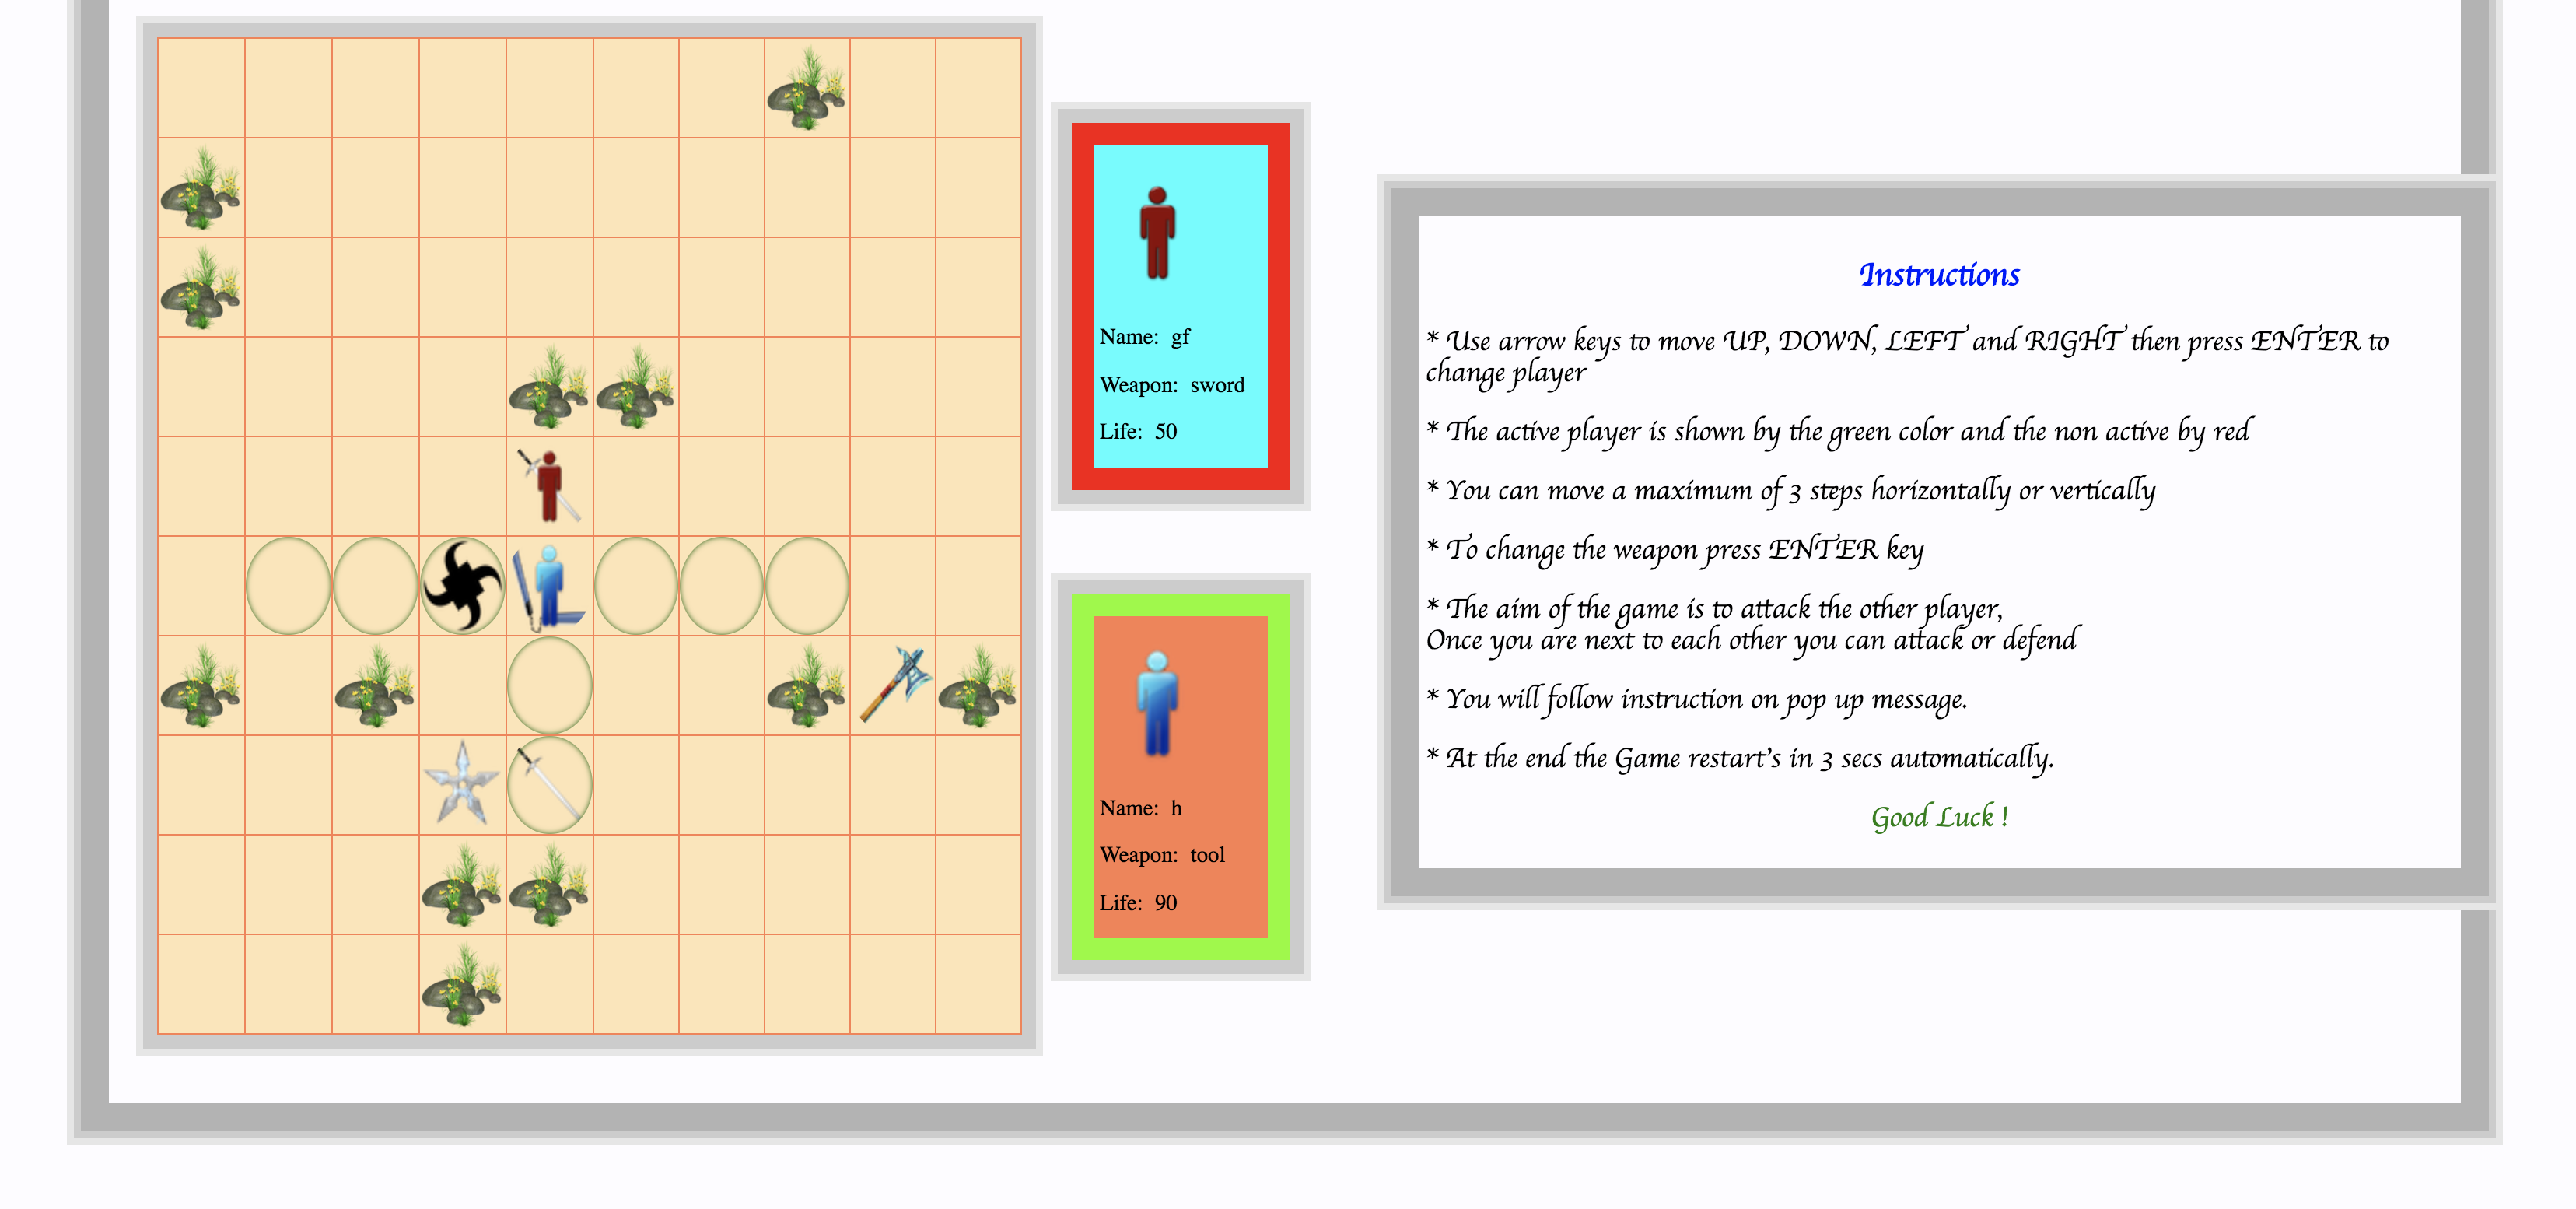 Name: gf
Weapon: sword
Life: 50
Name: h
Weapon: tool
Life: 90
Instructions
* Use arrow keys to move UP, DOWN, LEFT and RIGHT then press ENTER to
change player
* The active player is shown by the green color and the non active by red
* You can move a maximum of 3 steps horizontally or vertically
* To change the weapon press ENTER key
* The aim of the game is to attack the other player,
Once you are next to each other you can attack or defend
* You will follow instruction on pop up message.
* At the end the Game restart's in 3 secs automatically.
Good Luck !